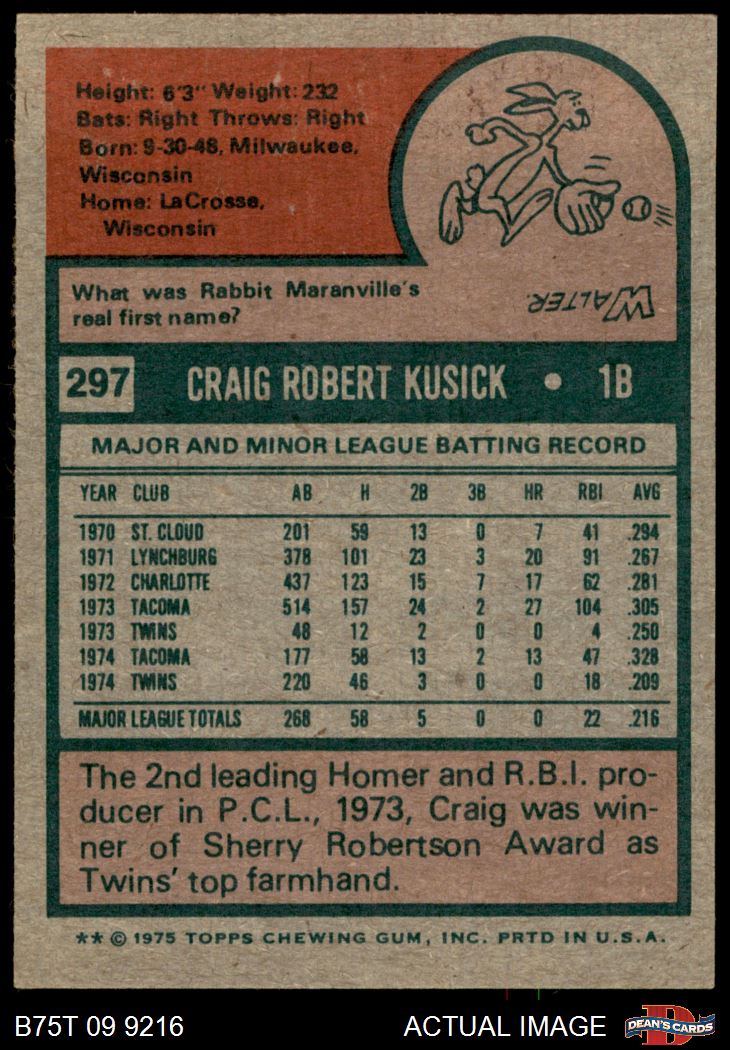 Height: 6'3" Weight: 232
Bats: Right Throws: Right
Born: 9-30-48, Milwaukee,
Wisconsin
Home: LaCrosse,
Wisconsin
What was Rabbit Maranville's
real first name?
WALTER.
297 CRAIG ROBERT KUSICK • 1B
MAJOR AND MINOR LEAGUE BATTING RECORD
YEAR CLUB AB H 2B 3B HR RBI AVG
1970 ST. CLOUD 201 59 13 0 7 41 .294
1971 LYNCHBURG 378 101 23 3 20 91 .267
1972 CHARLOTTE 437 123 15 7 17 62 .281
1973 TACOMA 514 157 24 2 27 104 .305
1973 TWINS 48 12 2 0 0 4 .250
1974 TACOMA 177 58 13 2 13 47 .328
1974 TWINS 220 46 3 0 0 18 .209
MAJOR LEAGUE TOTALS 268 58 5 0 0 22 .216
The 2nd leading Homer and R.B.I. pro-
ducer in P.C.L., 1973, Craig was win-
ner of Sherry Robertson Award as
Twins' top farmhand.
** © 1975 TOPPS CHEWING GUM, INC. PRTD IN U.S.A.
B75T 09 9216 ACTUAL IMAGE D DEAN'S CARDS